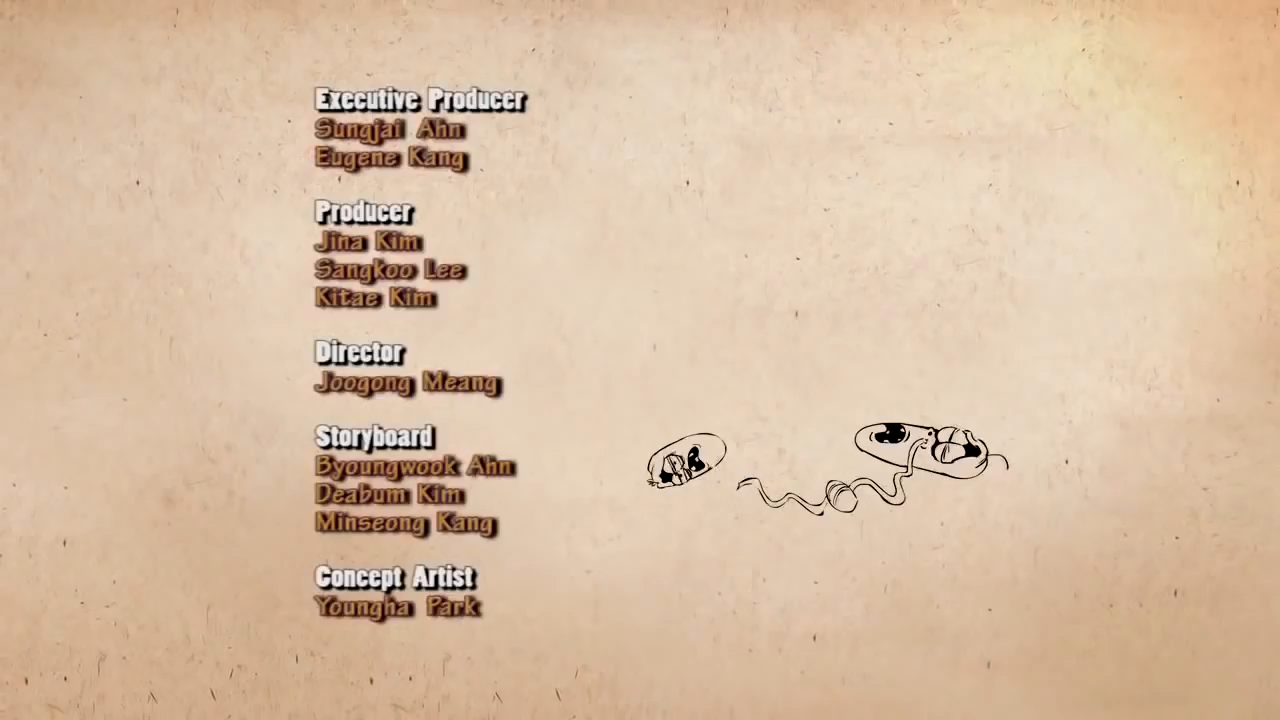 Executive Producer
Sungjai Ahn
Eugene Kang
Producer
Jina Kim
Sangkoo Lee
Kitae Kim
Director
Joogong Meang
Storyboard
Byoungwook Ahn
Deabum Kim
Minseong Kang
Concept Artist
Youngha Park